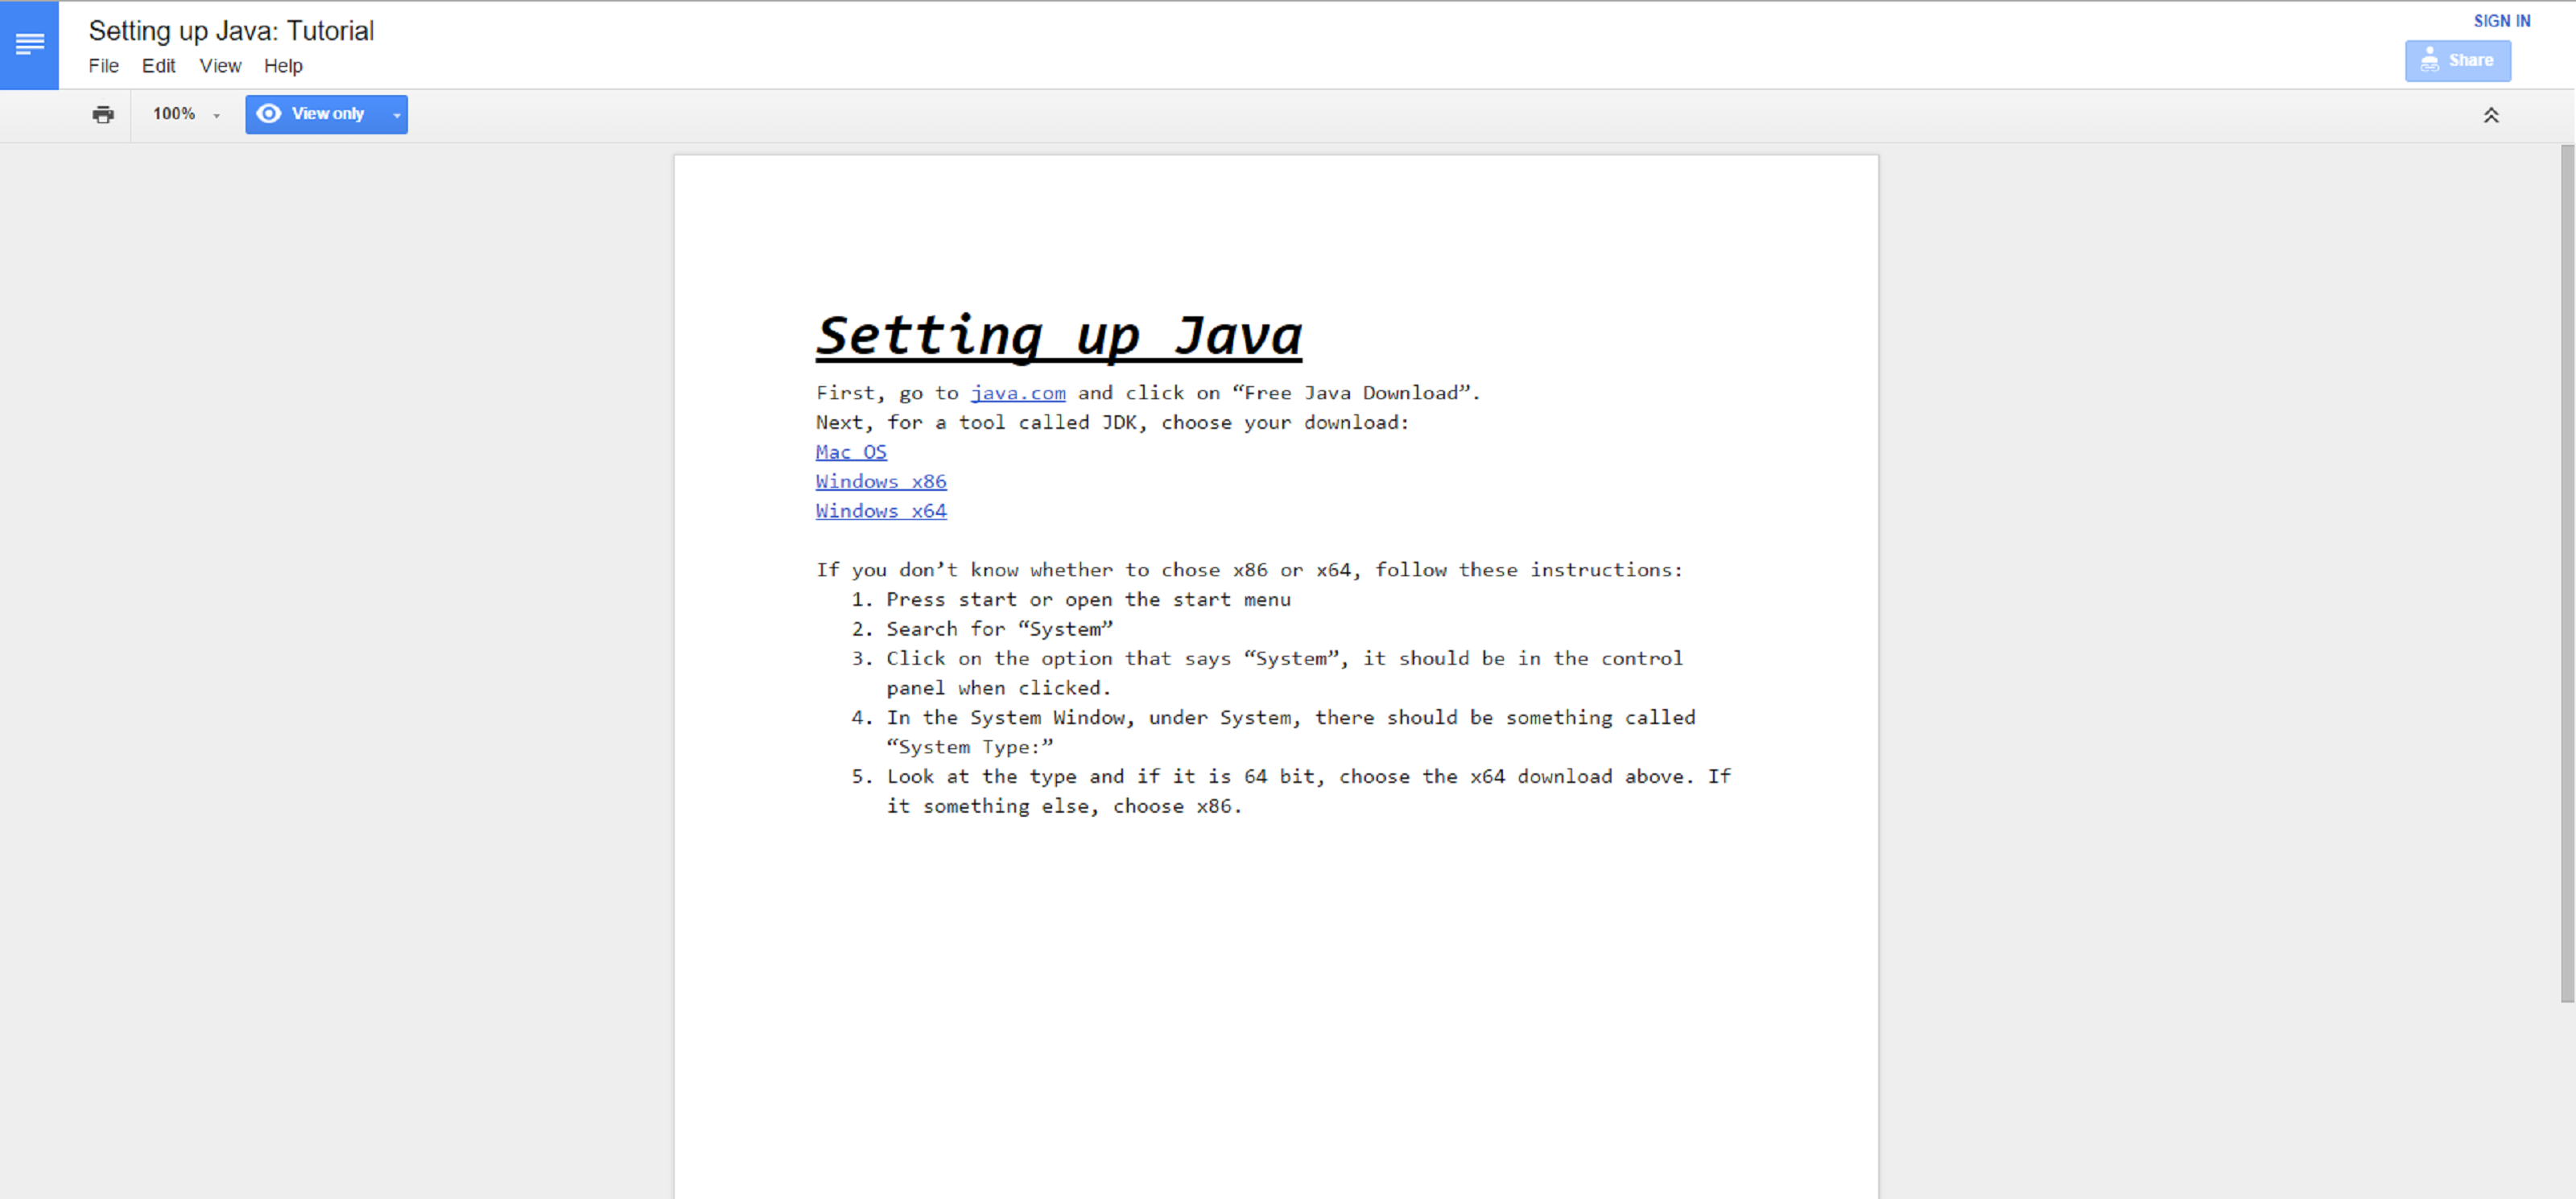 Setting up Java: Tutorial
SIGN IN
File Edit View Help
Share
100% View only
Setting up Java
First, go to java.com and click on “Free Java Download”.
Next, for a tool called JDK, choose your download:
Mac OS
Windows x86
Windows x64
If you don’t know whether to chose x86 or x64, follow these instructions:
1. Press start or open the start menu
2. Search for “System”
3. Click on the option that says “System”, it should be in the control
panel when clicked.
4. In the System Window, under System, there should be something called
“System Type:”
5. Look at the type and if it is 64 bit, choose the x64 download above. If
it something else, choose x86.